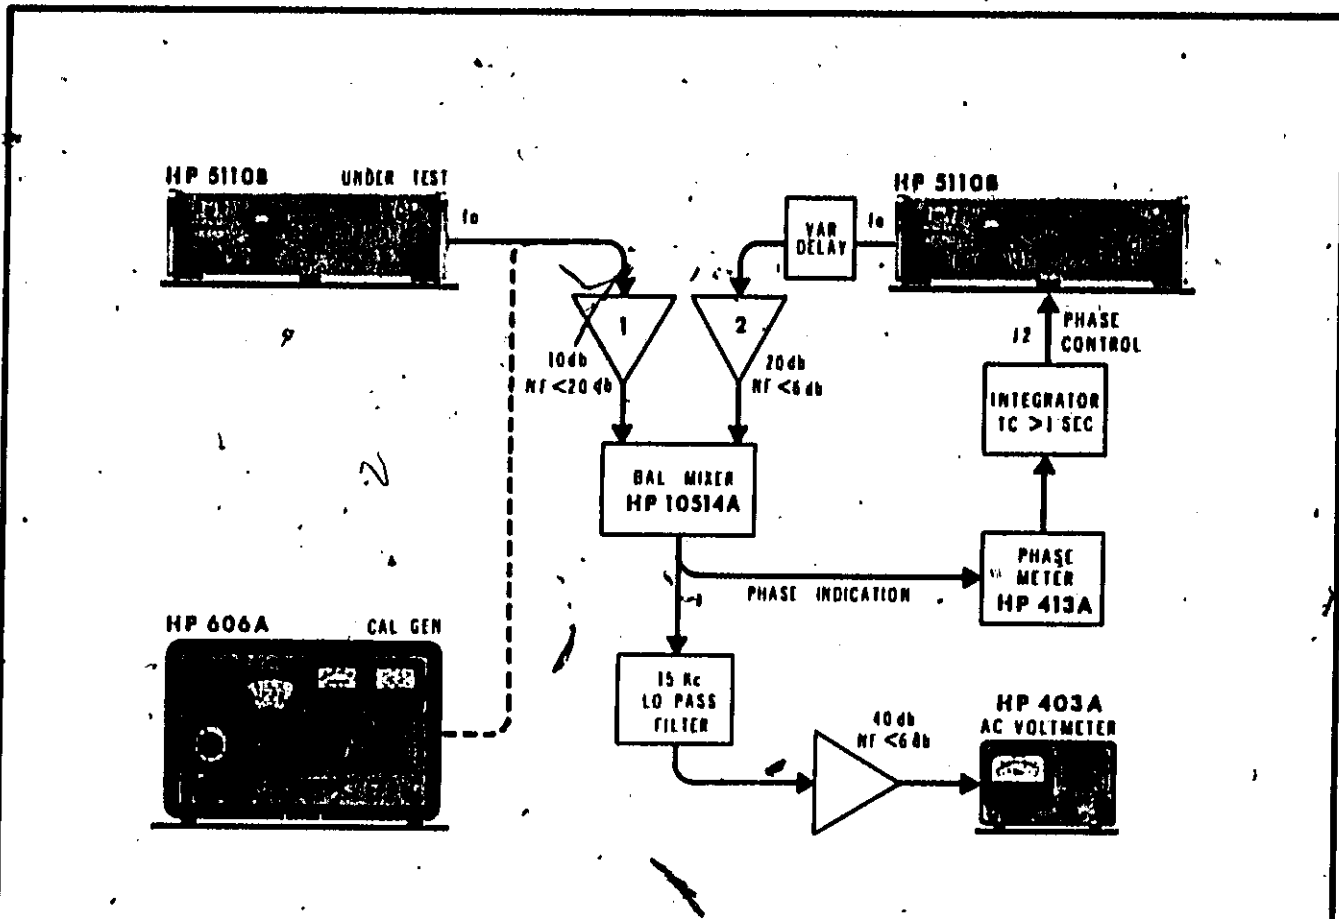 HP 5110B UNDER TEST
fo
HP 5110B
fo
VAR
DELAY
1
2
10db
NF <20 db
20db
NF <6 db
J2
PHASE
CONTROL
INTEGRATOR
TC >1 SEC
BAL MIXER
HP 10514A
PHASE INDICATION
PHASE
METER
HP 413A
HP 606A CAL GEN
15 Kc
LO PASS
FILTER
40db
NF <6 db
HP 403A
AC VOLTMETER